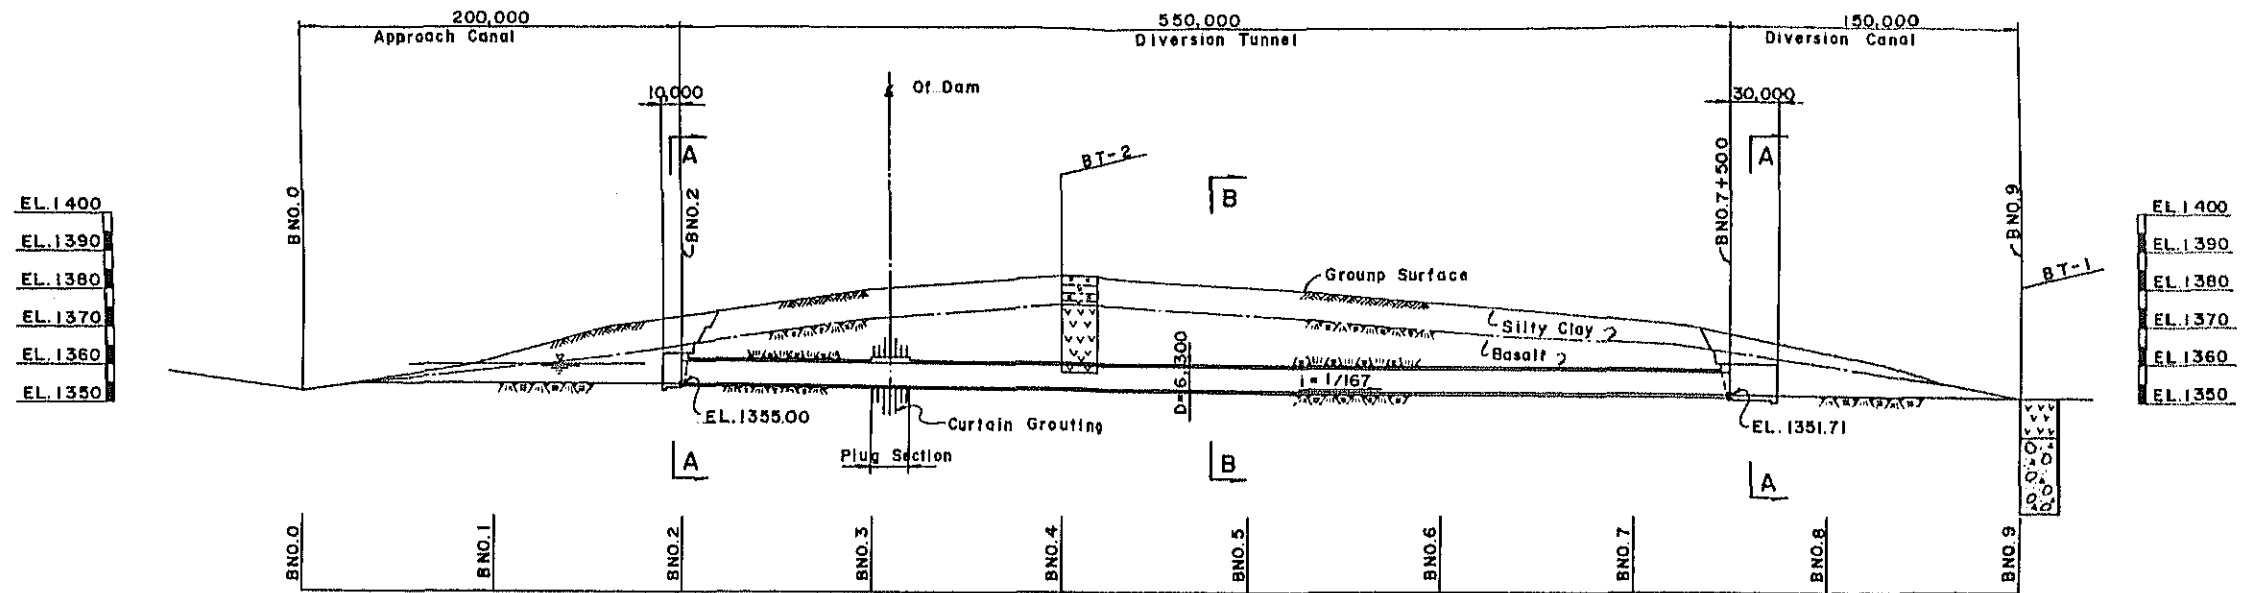 200,000
550,000
150,000
Approach Canal
Diversion Tunnel
Diversion Canal
10,000
Of Dam
30,000
A
BT-2
A
BNO.0
BNO.2
B
BNO.7+50.0
BNO.9
EL.1400
EL.1390
EL.1380
EL.1370
EL.1360
EL.1350
EL.1400
EL.1390
EL.1380
EL.1370
EL.1360
EL.1350
BT-1
Grounp Surface
Silty Clay
Basalt
D=6,300
i = 1/167
EL.1355.00
Curtain Grouting
EL.1351.71
Plug Section
A
B
A
BNO.0
BNO.1
BNO.2
BNO.3
BNO.4
BNO.5
BNO.6
BNO.7
BNO.8
BNO.9